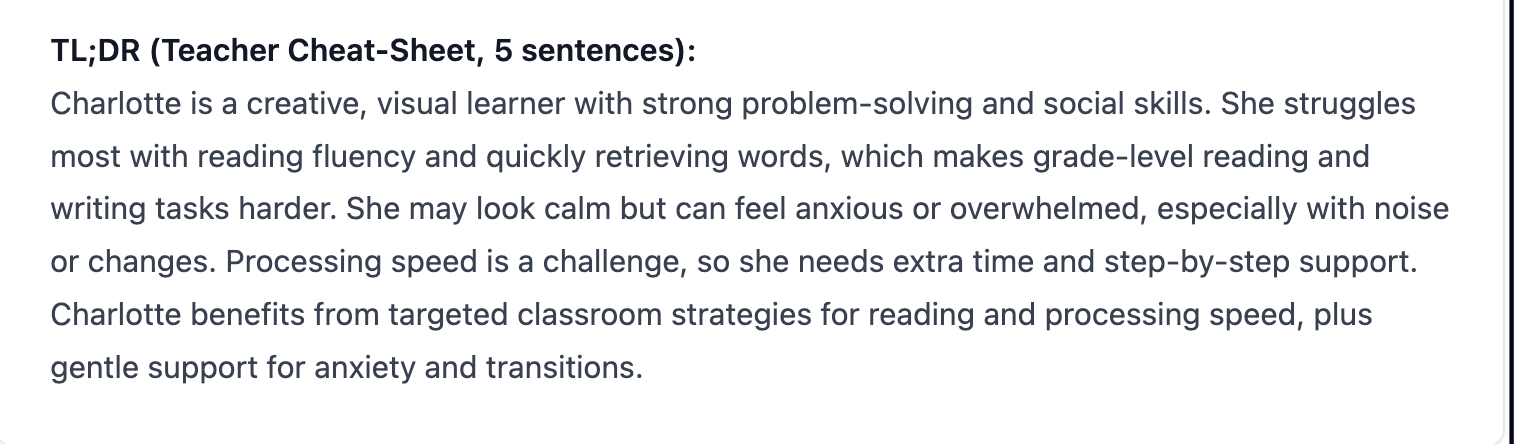 TL;DR (Teacher Cheat-Sheet, 5 sentences):
Charlotte is a creative, visual learner with strong problem-solving and social skills. She struggles
most with reading fluency and quickly retrieving words, which makes grade-level reading and
writing tasks harder. She may look calm but can feel anxious or overwhelmed, especially with noise
or changes. Processing speed is a challenge, so she needs extra time and step-by-step support.
Charlotte benefits from targeted classroom strategies for reading and processing speed, plus
gentle support for anxiety and transitions.